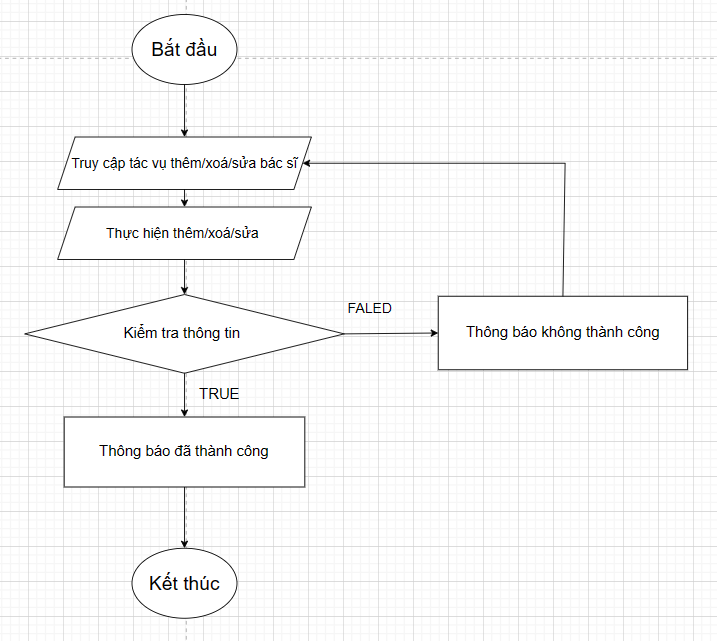 Bắt đầu
Truy cập tác vụ thêm/xoá/sửa bác sĩ
Thực hiện thêm/xoá/sửa
Kiểm tra thông tin
FALED
Thông báo không thành công
TRUE
Thông báo đã thành công
Kết thúc